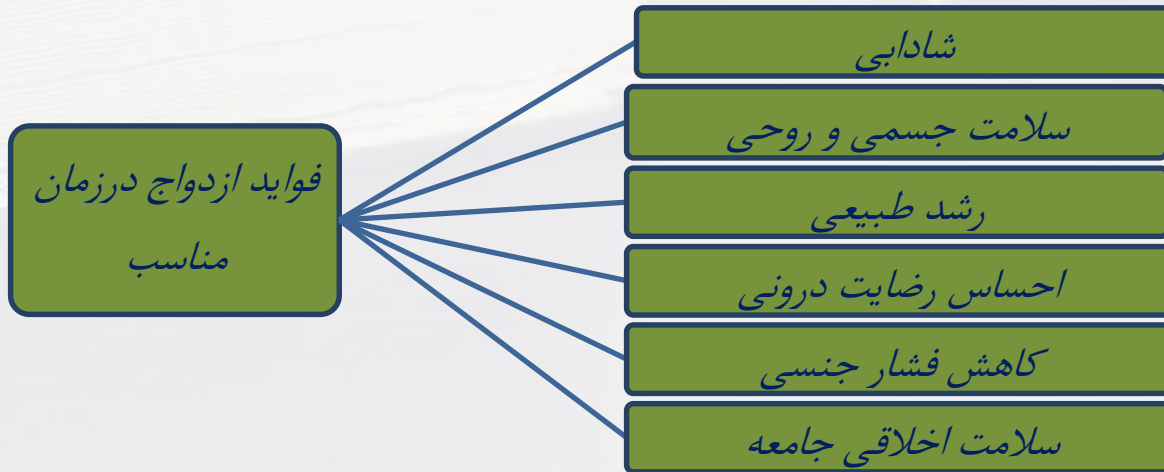 فواید ازدواج درزمان
مناسب
شادابی
سلامت جسمی و روحی
رشد طبیعی
احساس رضایت درونی
کاهش فشار جنسی
سلامت اخلاقی جامعه